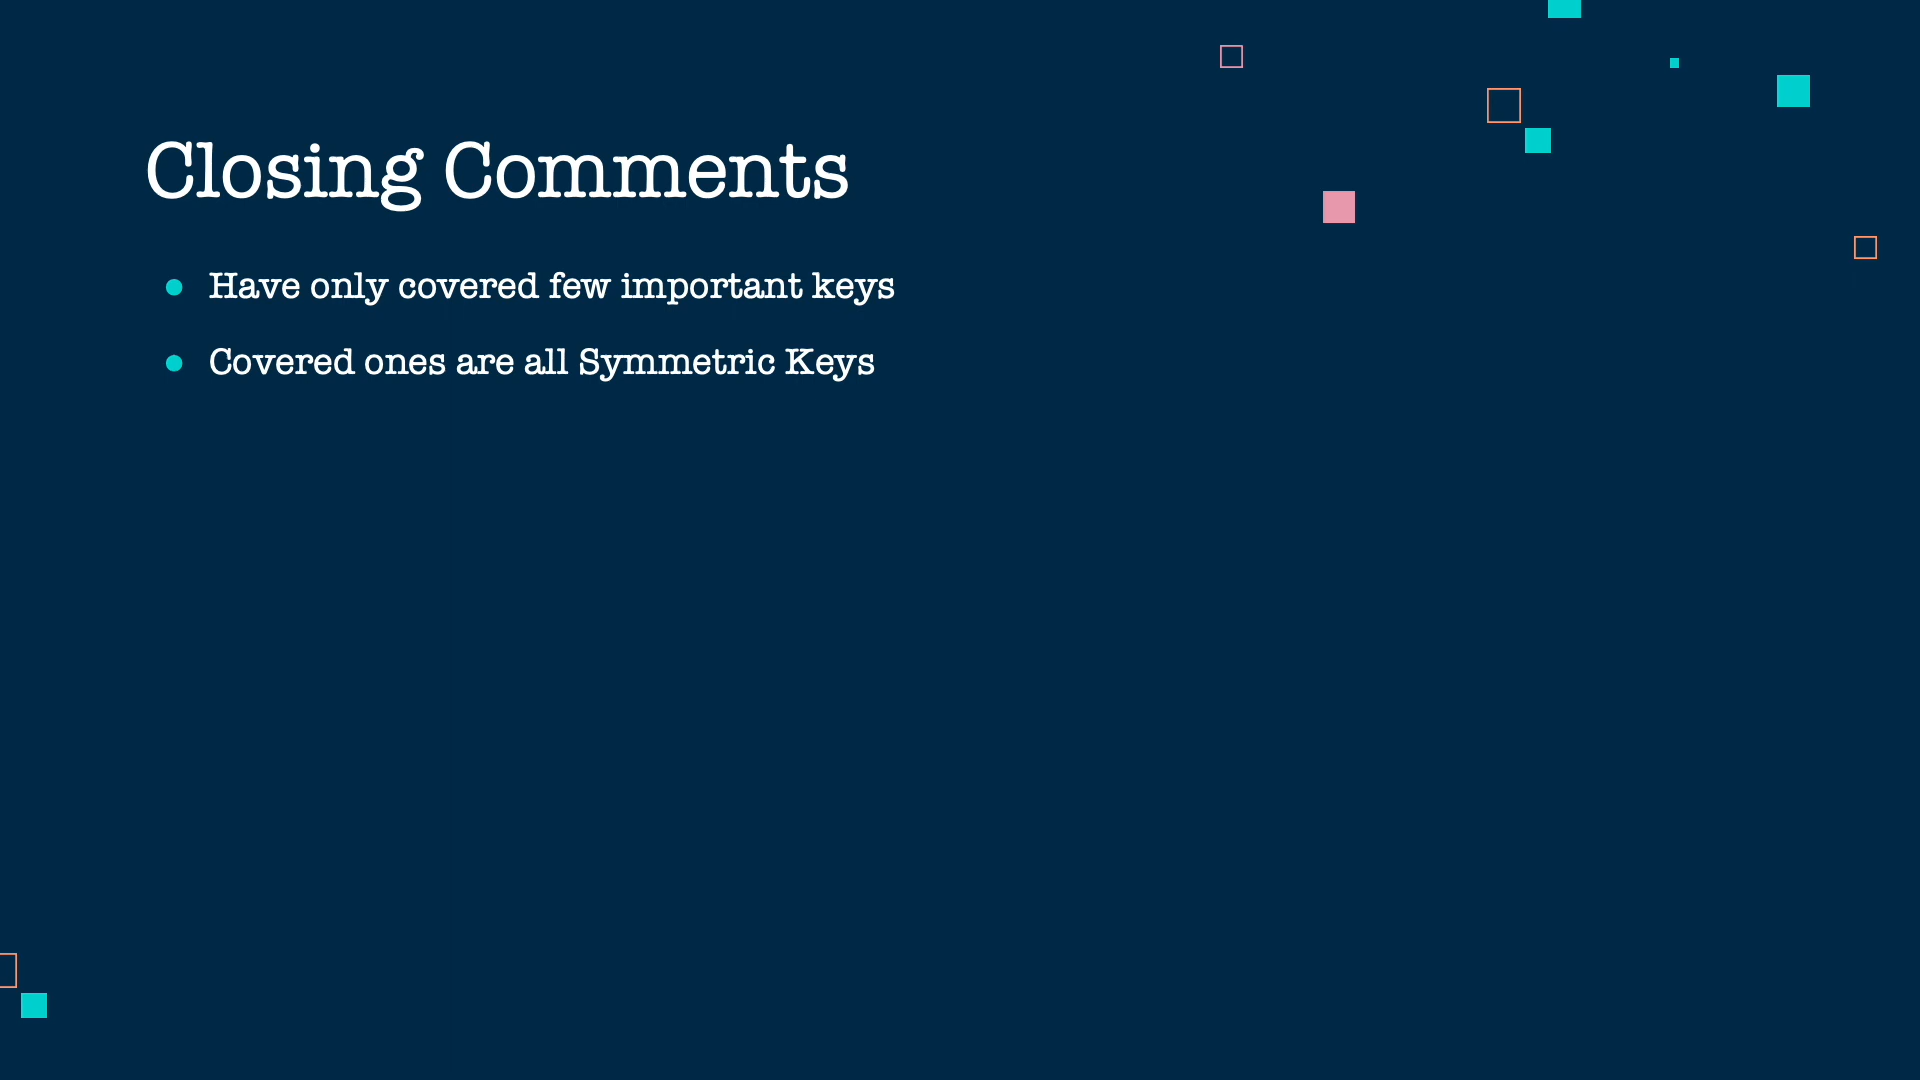 Closing Comments
Have only covered few important keys
Covered ones are all Symmetric Keys